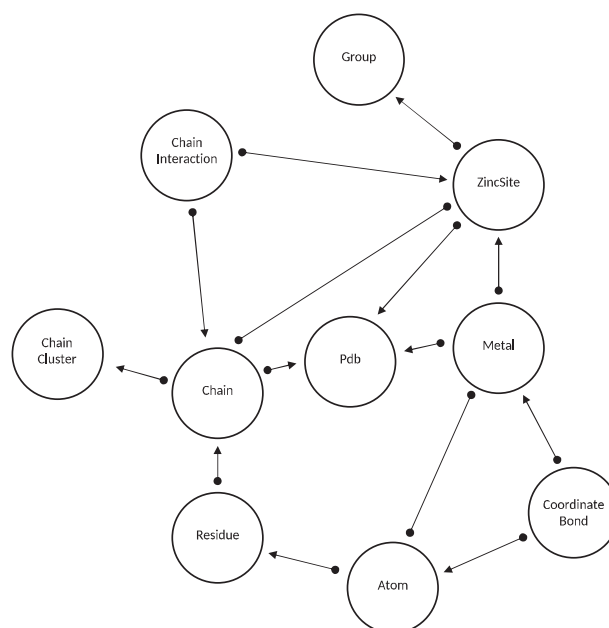 Group
Chain
Interaction
ZincSite
Chain
Cluster
Chain
Pdb
Metal
Residue
Atom
Coordinate
Bond